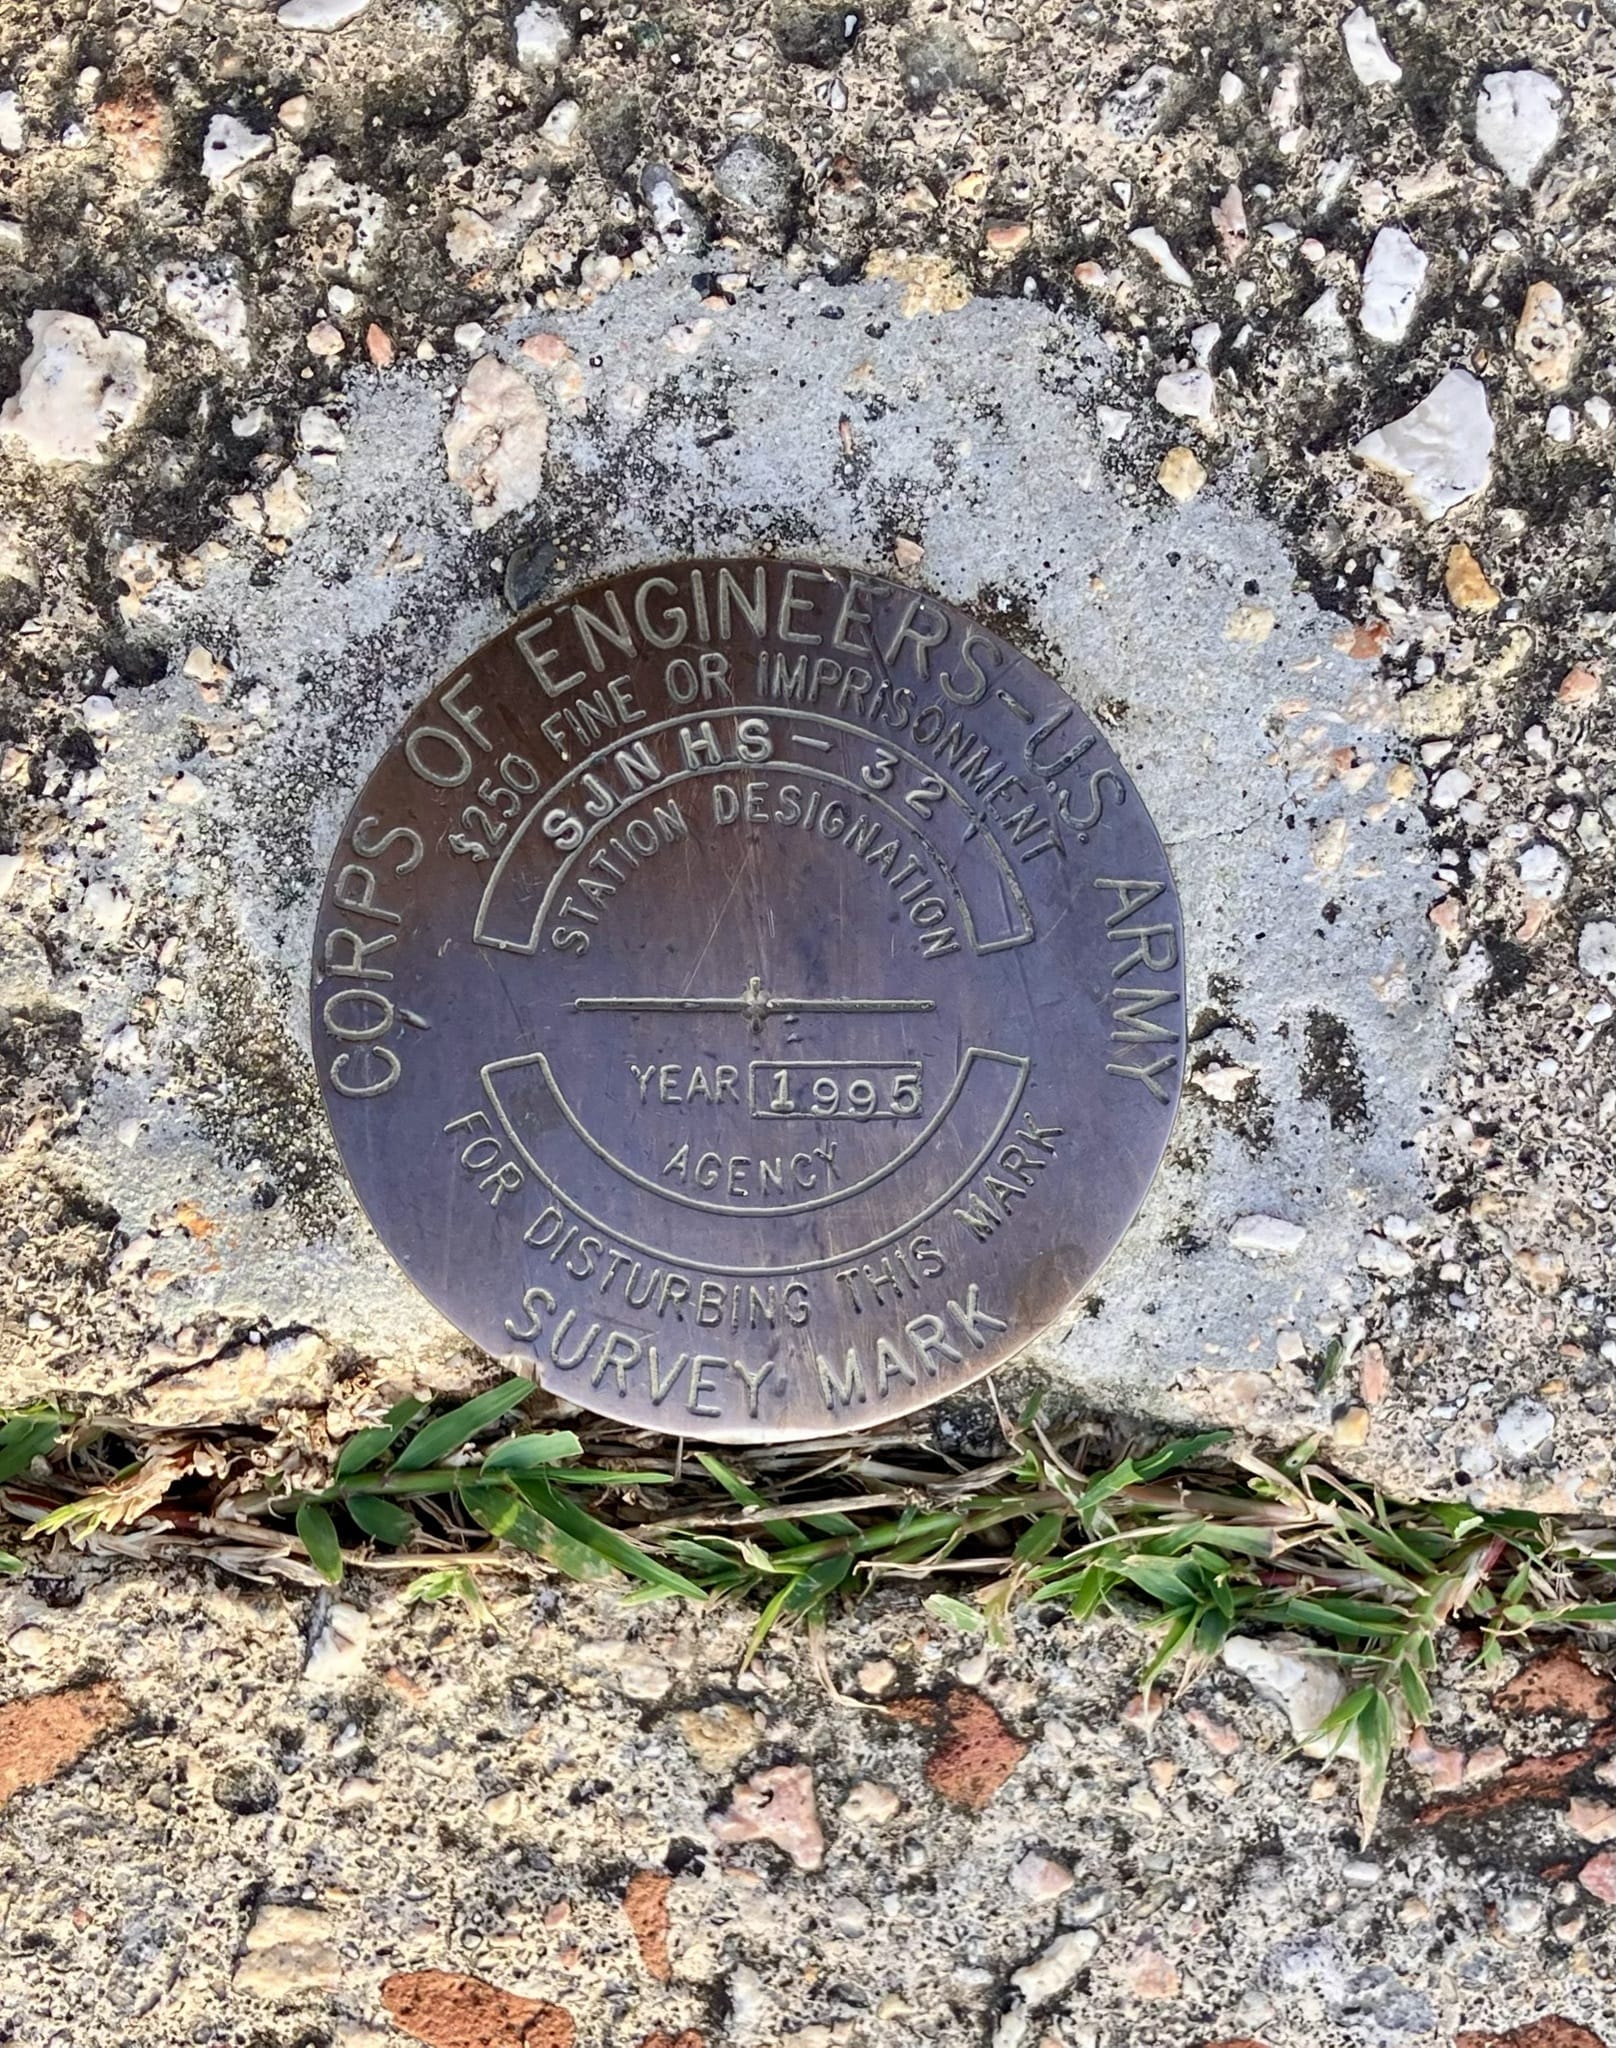 CORPS OF ENGINEERS-U.S. ARMY
$250 FINE OR IMPRISONMENT
SJNHS-32
STATION DESIGNATION
YEAR 1995
AGENCY
FOR DISTURBING THIS MARK
SURVEY MARK